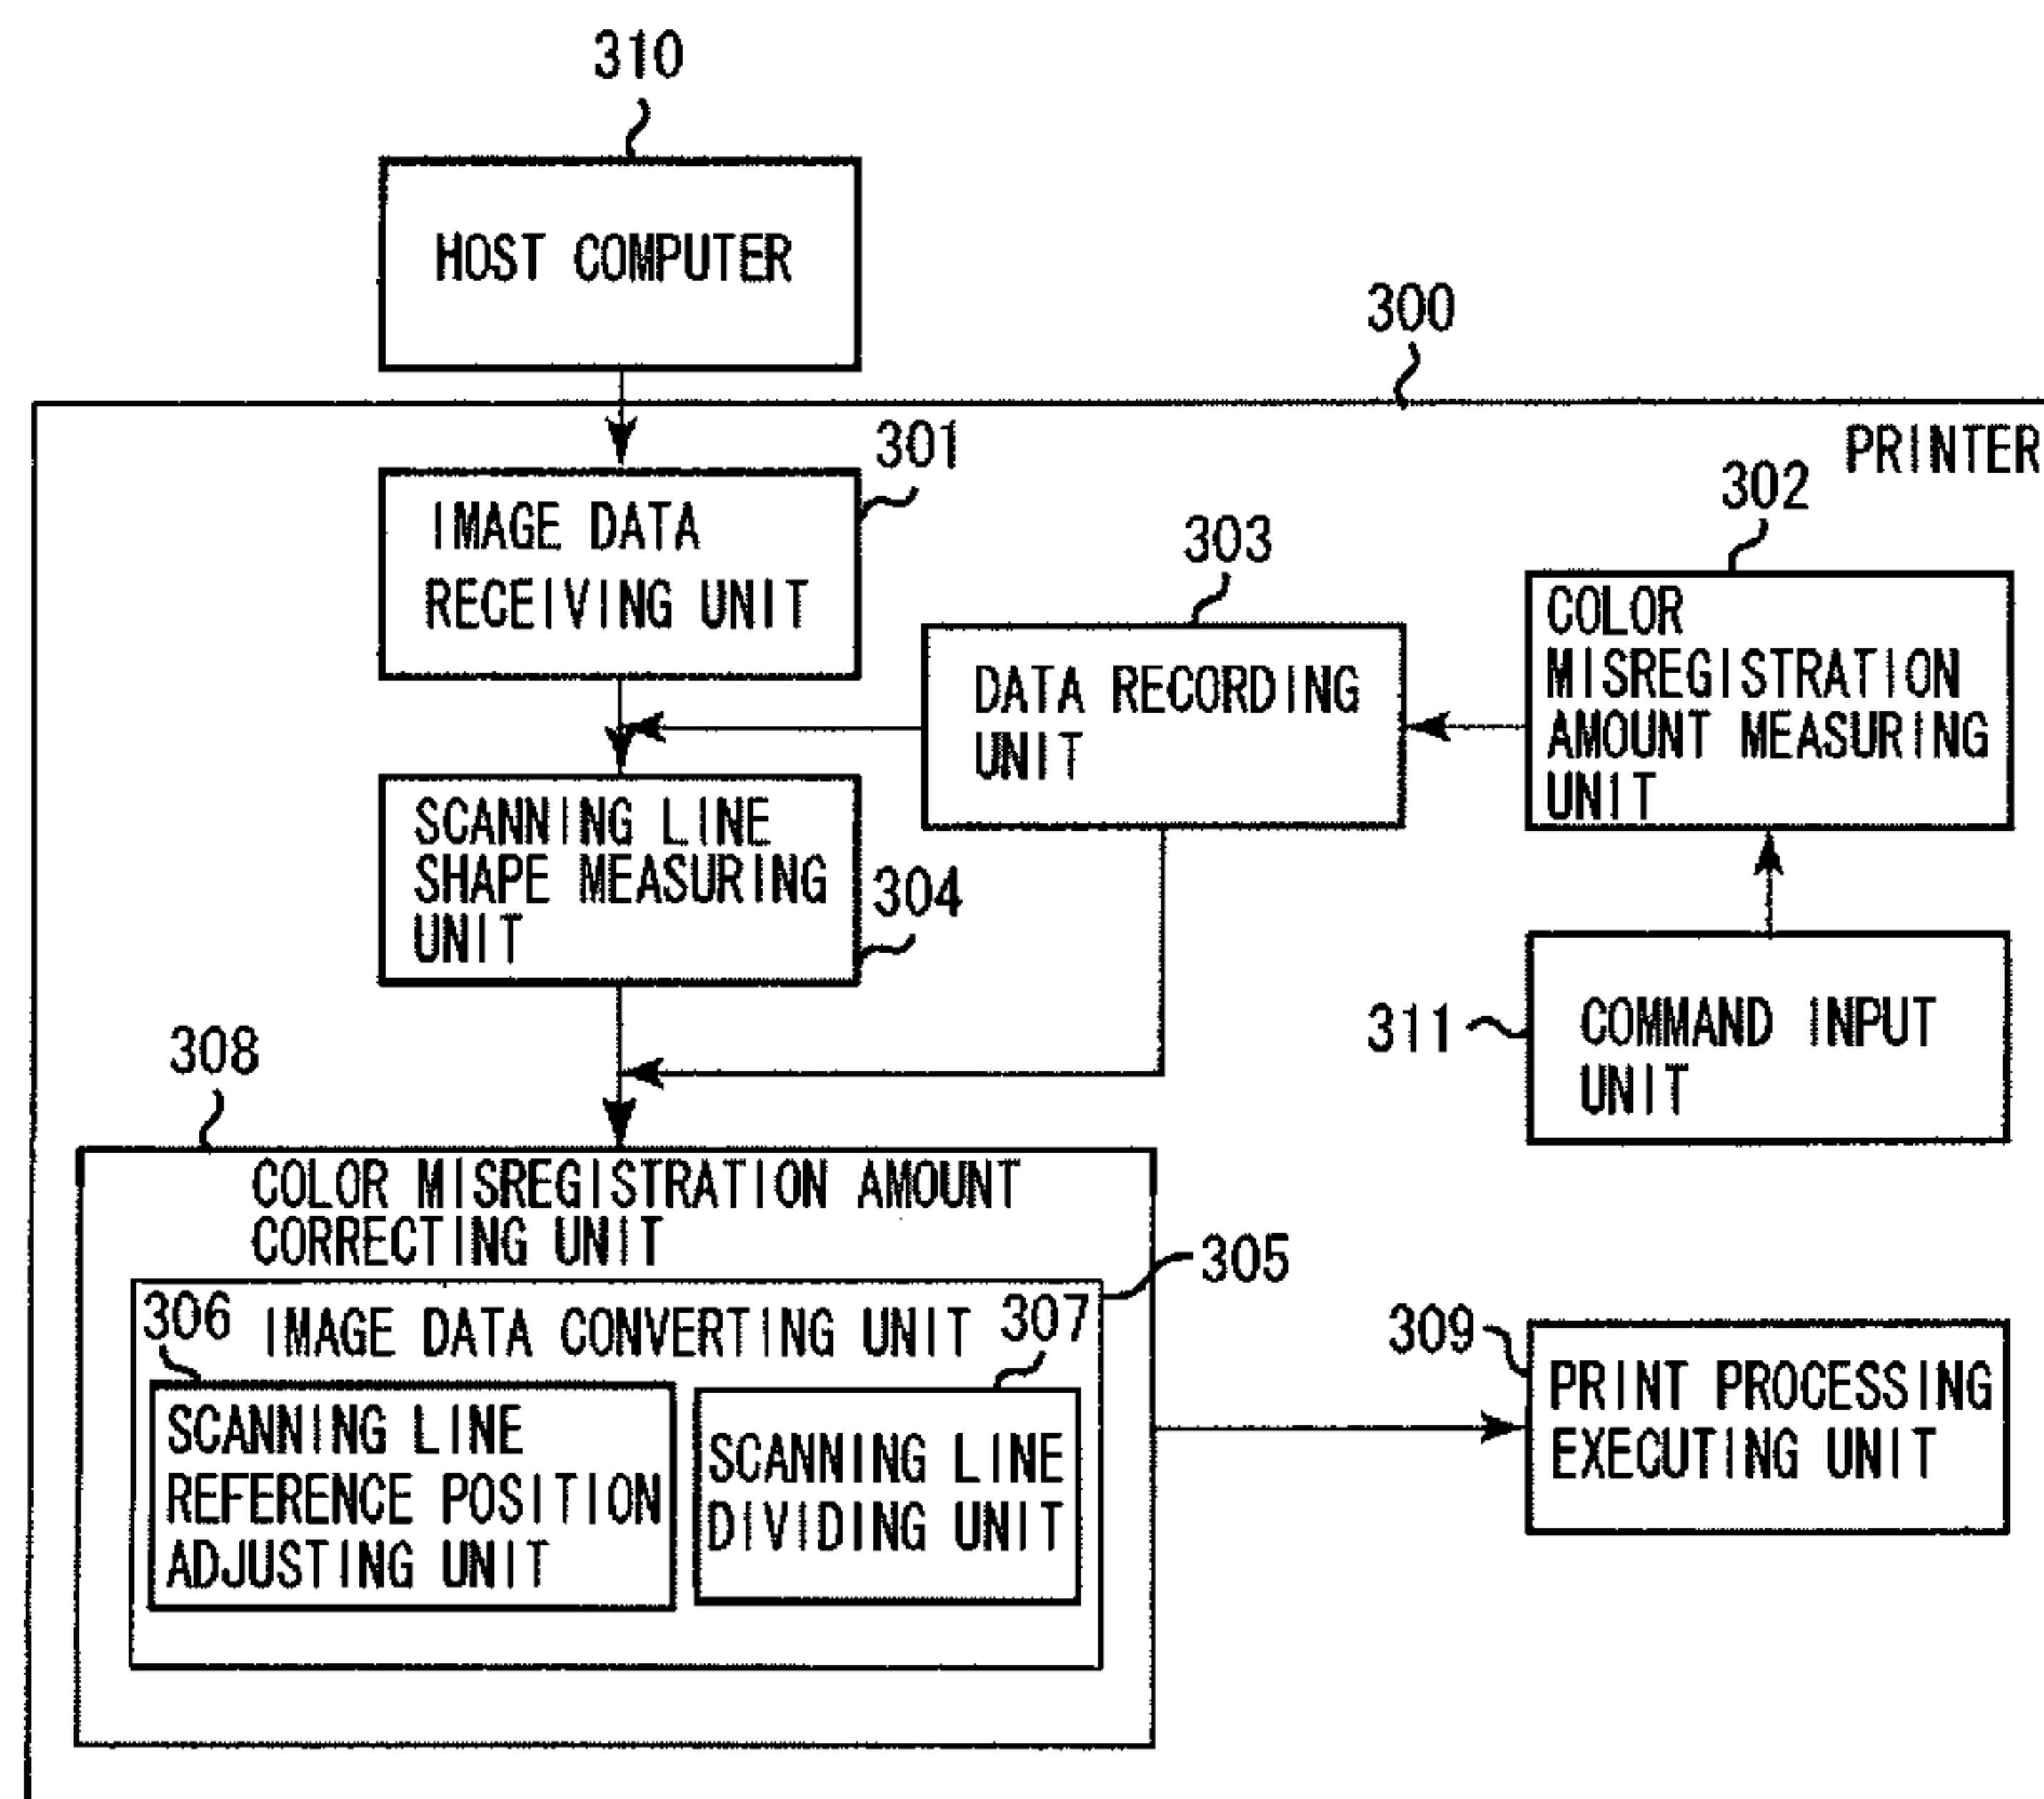 310
HOST COMPUTER
300
PRINTER
301
IMAGE DATA
RECEIVING UNIT
302
COLOR
MISREGISTRATION
AMOUNT MEASURING
UNIT
303
DATA RECORDING
UNIT
SCANNING LINE
SHAPE MEASURING
UNIT
304
311
COMMAND INPUT
UNIT
308
COLOR MISREGISTRATION AMOUNT
CORRECTING UNIT
305
306
IMAGE DATA CONVERTING UNIT
307
SCANNING LINE
REFERENCE POSITION
ADJUSTING UNIT
SCANNING LINE
DIVIDING UNIT
309
PRINT PROCESSING
EXECUTING UNIT